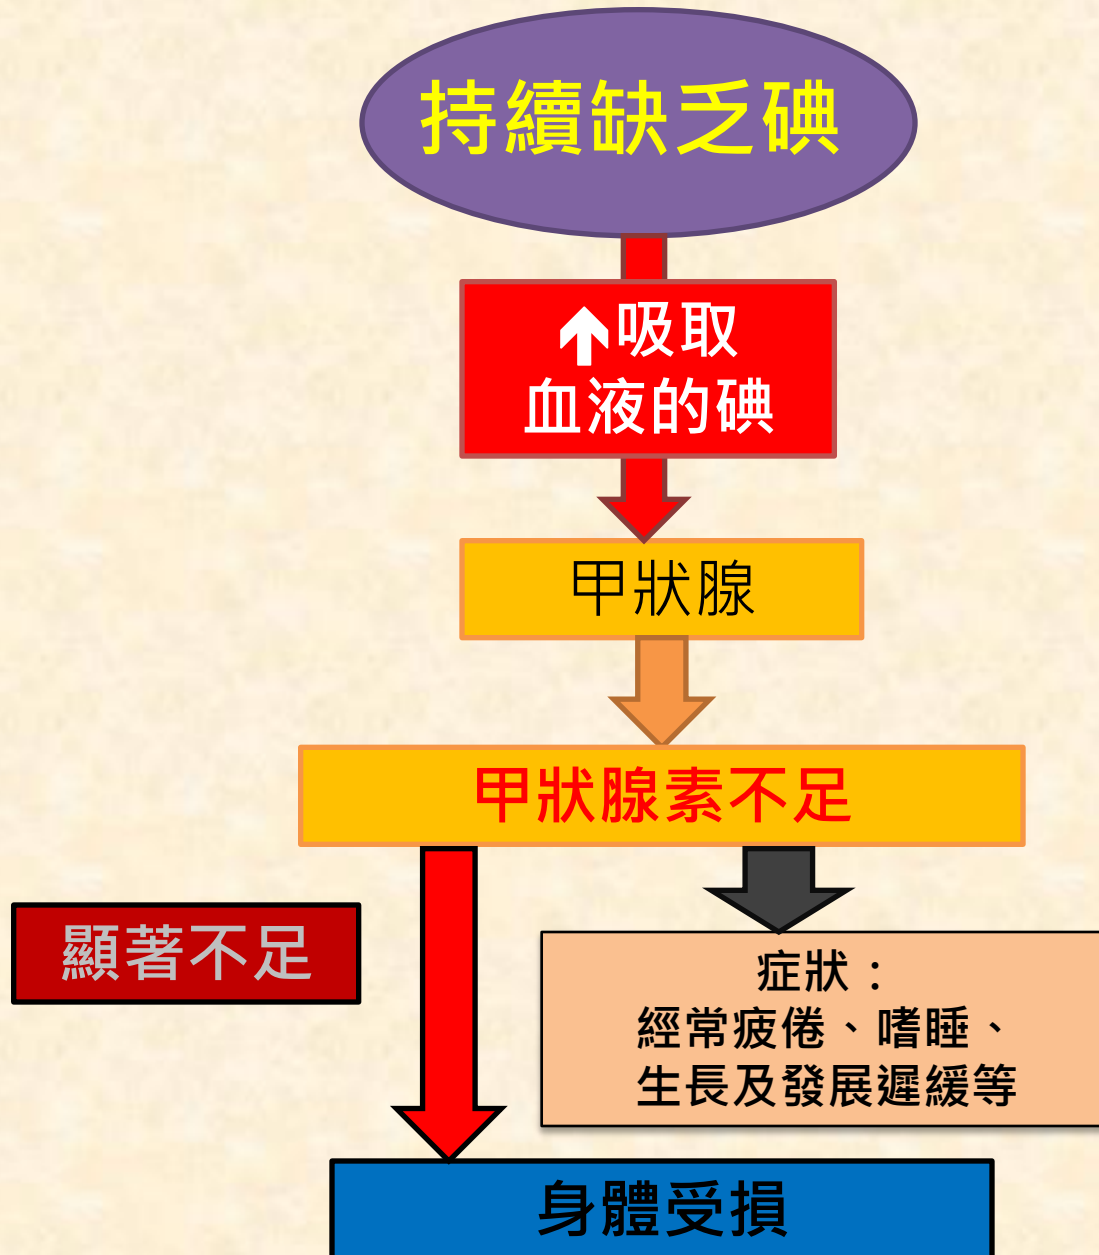 持續缺乏碘
↑吸取
血液的碘
甲狀腺
甲狀腺素不足
顯著不足
症狀：
經常疲倦、嗜睡、
生長及發展遲緩等
身體受損